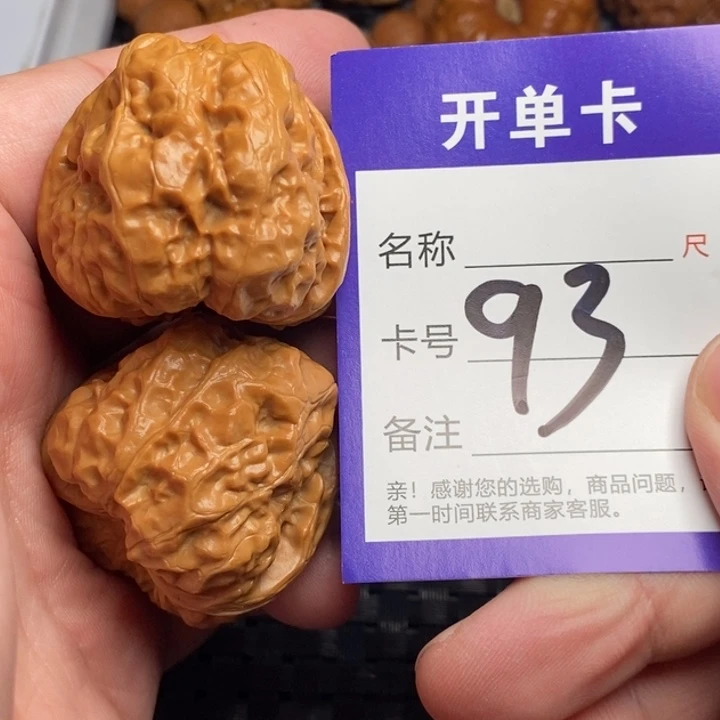 开单卡
名称 尺
卡号 93
备注
亲！感谢您的选购，商品问题，
第一时间联系商家客服。